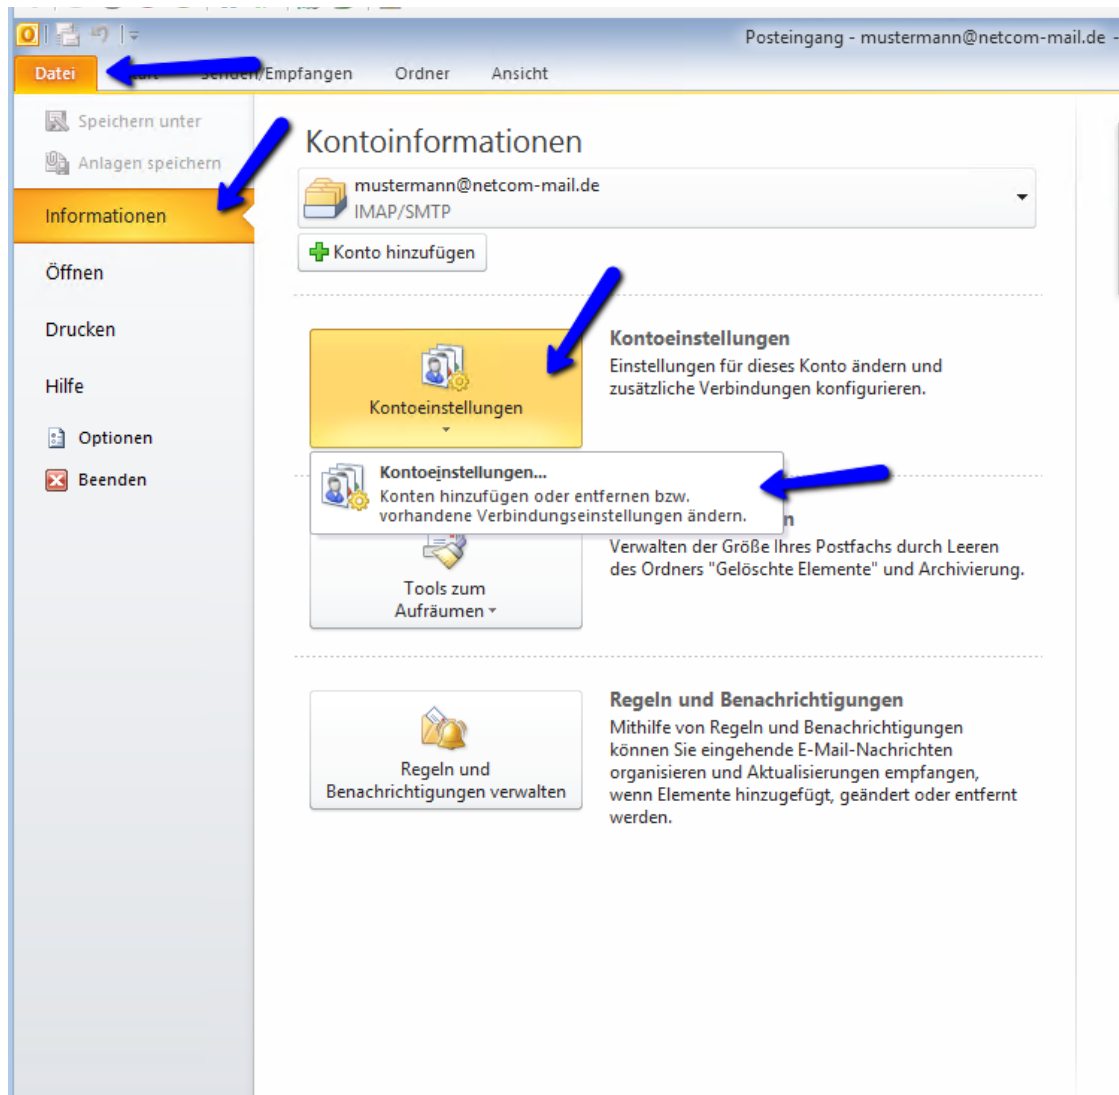 Posteingang - mustermann@netcom-mail.de -
Datei Senden/Empfangen Ordner Ansicht
Speichern unter
Anlagen speichern
Informationen
Öffnen
Drucken
Hilfe
Optionen
Beenden
Kontoinformationen
mustermann@netcom-mail.de
IMAP/SMTP
Konto hinzufügen
Kontoeinstellungen
Kontoeinstellungen
Einstellungen für dieses Konto ändern und
zusätzliche Verbindungen konfigurieren.
Kontoeinstellungen...
Konten hinzufügen oder entfernen bzw.
vorhandene Verbindungseinstellungen ändern.
Tools zum
Aufräumen
Verwalten der Größe Ihres Postfachs durch Leeren
des Ordners "Gelöschte Elemente" und Archivierung.
Regeln und
Benachrichtigungen verwalten
Regeln und Benachrichtigungen
Mithilfe von Regeln und Benachrichtigungen
können Sie eingehende E-Mail-Nachrichten
organisieren und Aktualisierungen empfangen,
wenn Elemente hinzugefügt, geändert oder entfernt
werden.